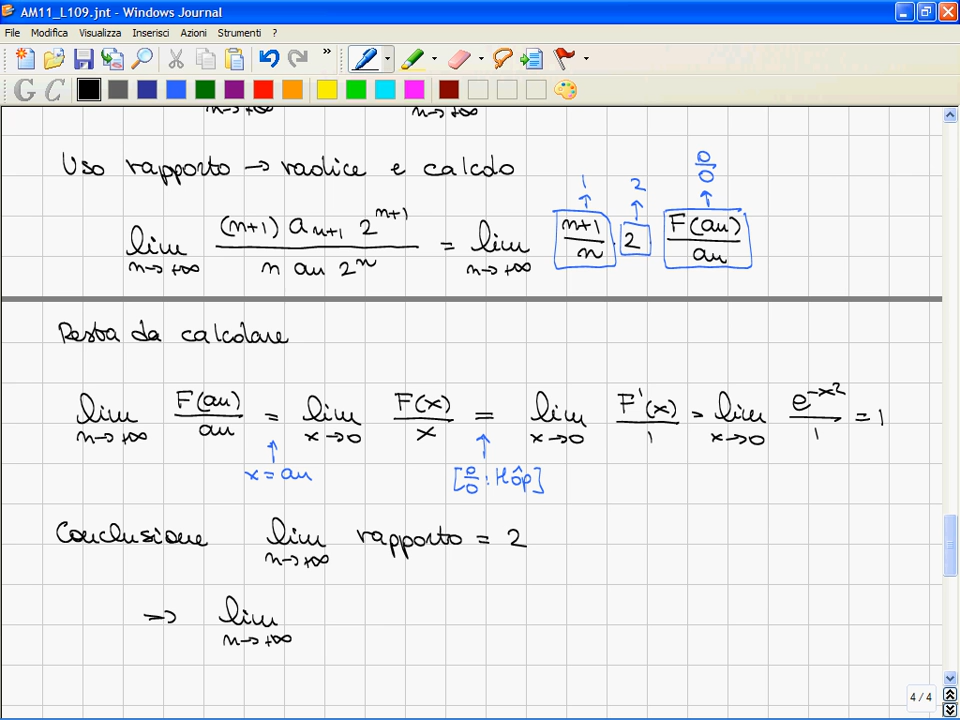 AM11_L109.jnt - Windows Journal
File Modifica Visualizza Inserisci Azioni Strumenti ?
»
G C
n→+∞ n→+∞
Uso rapporto → radice e calcolo
1 2 0/0
lim n→+∞ (n+1) a_{n+1} 2^{n+1} / n a_n 2^n = lim n→+∞ n+1/n · 2 · F(a_n)/a_n
Resta da calcolare
lim n→+∞ F(a_n)/a_n = lim x→0 F(x)/x = lim x→0 F'(x)/1 = lim x→0 e^{-x²}/1 = 1
x = a_n [0/0 : Hôp]
Conclusione lim n→+∞ rapporto = 2
⇒ lim n→+∞
4 / 4